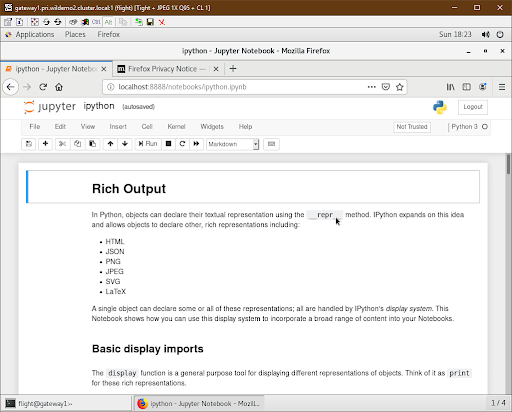 gateway1.pri.wildemo2.cluster.local:1 (flight) [Tight + JPEG 1X Q95 + CL 1]
Ctrl Alt
Applications Places Firefox Sun 18:23
ipython - Jupyter Notebook - Mozilla Firefox
ipython - Jupyter Notebook Firefox Privacy Notice —
localhost:8888/notebooks/ipython.ipynb
jupyter ipython (autosaved) Logout
File Edit View Insert Cell Kernel Widgets Help Not Trusted Python 3
Run Markdown
Rich Output
In Python, objects can declare their textual representation using the __repr__ method. IPython expands on this idea
and allows objects to declare other, rich representations including:
• HTML
• JSON
• PNG
• JPEG
• SVG
• LaTeX
A single object can declare some or all of these representations; all are handled by IPython's display system. This
Notebook shows how you can use this display system to incorporate a broad range of content into your Notebooks.
Basic display imports
The display function is a general purpose tool for displaying different representations of objects. Think of it as print
for these rich representations.
flight@gateway1:~ ipython - Jupyter Notebook - Mozill... 1 / 4